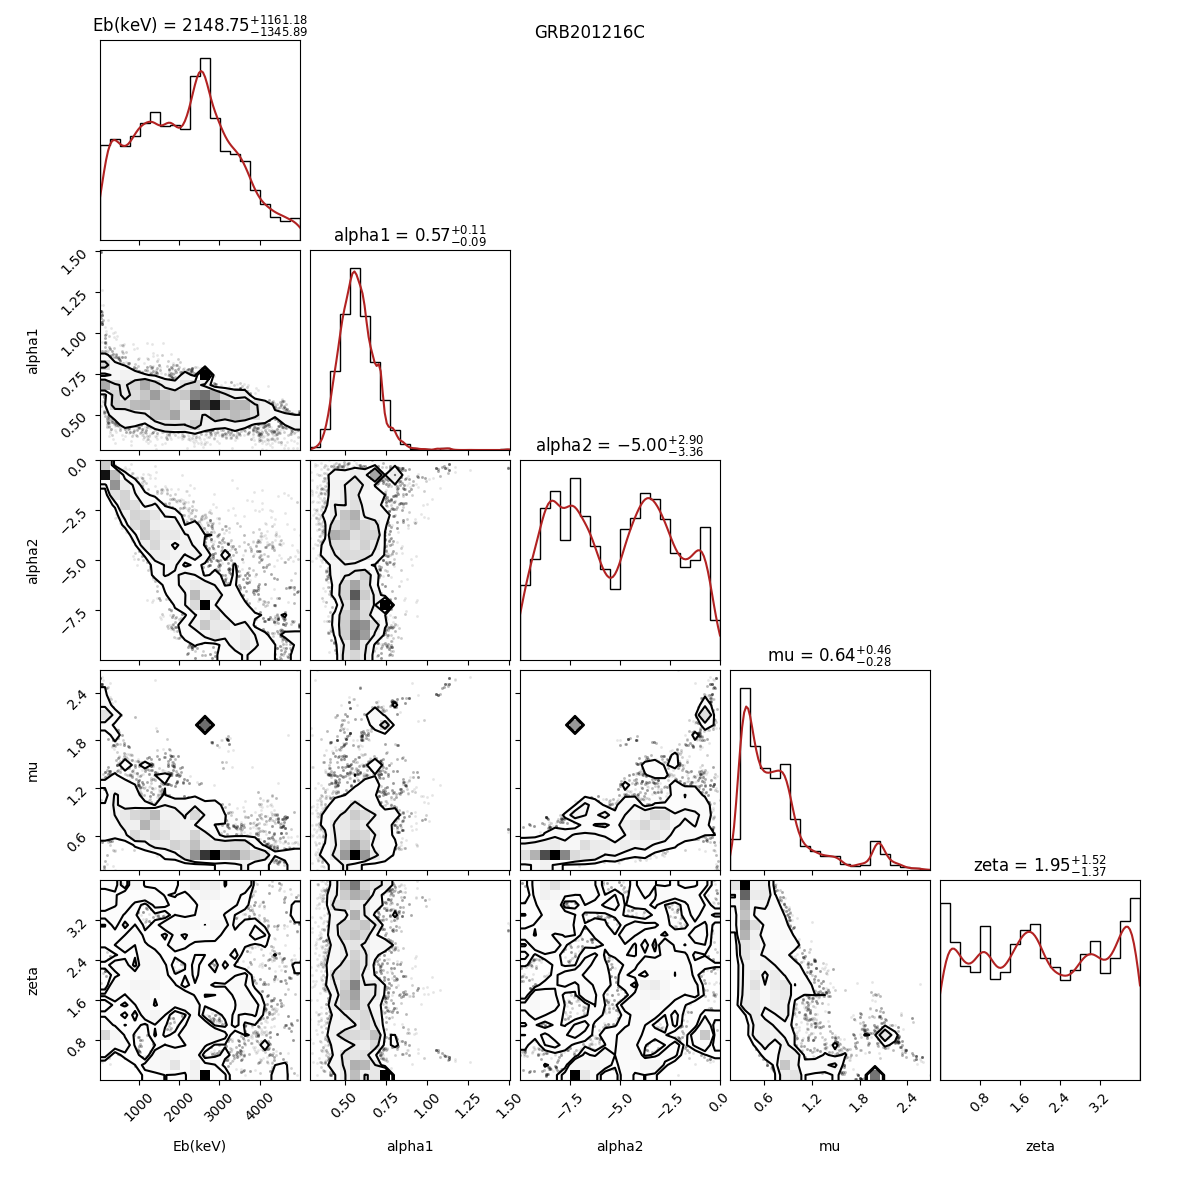 GRB201216C
Eb(keV) = 2148.75+1161.18−1345.89
alpha1 = 0.57+0.11−0.09
1.50
1.25
1.00
0.75
0.50
alpha1
alpha2 = −5.00+2.90−3.36
0.0
−2.5
−5.0
−7.5
alpha2
mu = 0.64+0.46−0.28
2.4
1.8
1.2
0.6
mu
zeta = 1.95+1.52−1.37
3.2
2.4
1.6
0.8
zeta
1000 2000 3000 4000
0.50 0.75 1.00 1.25 1.50
−7.5 −5.0 −2.5 0.0
0.6 1.2 1.8 2.4
0.8 1.6 2.4 3.2
Eb(keV) alpha1 alpha2 mu zeta